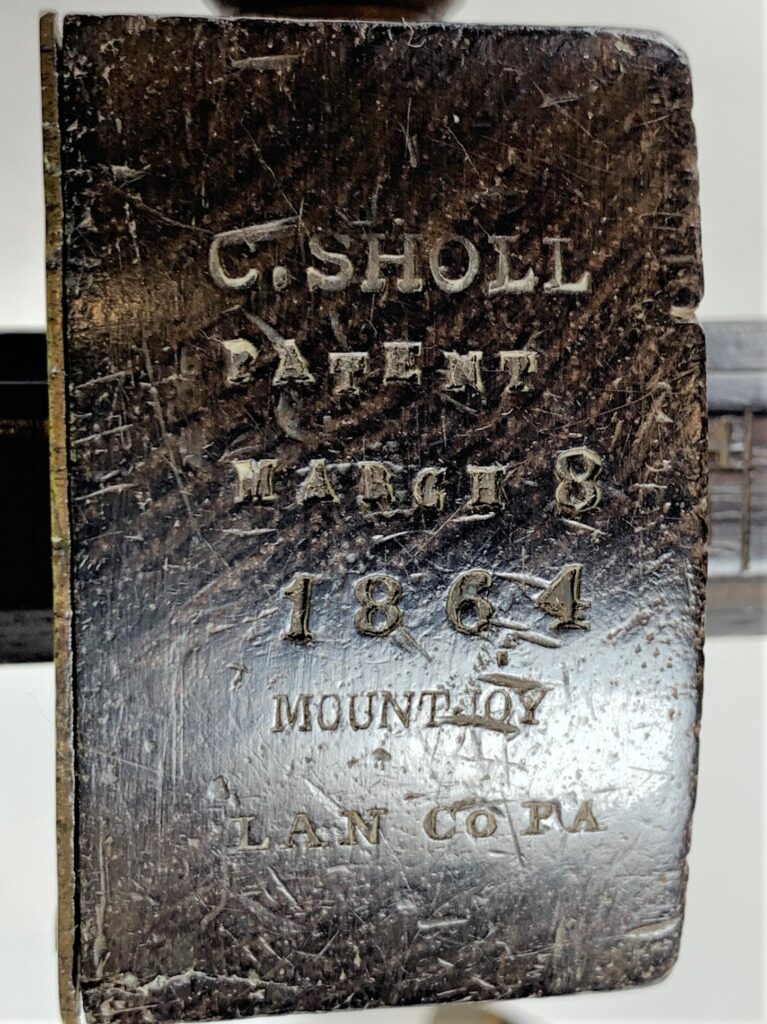 C. SHOLL
PATENT
MARCH 8
1864
MOUNT JOY
LAN Co PA